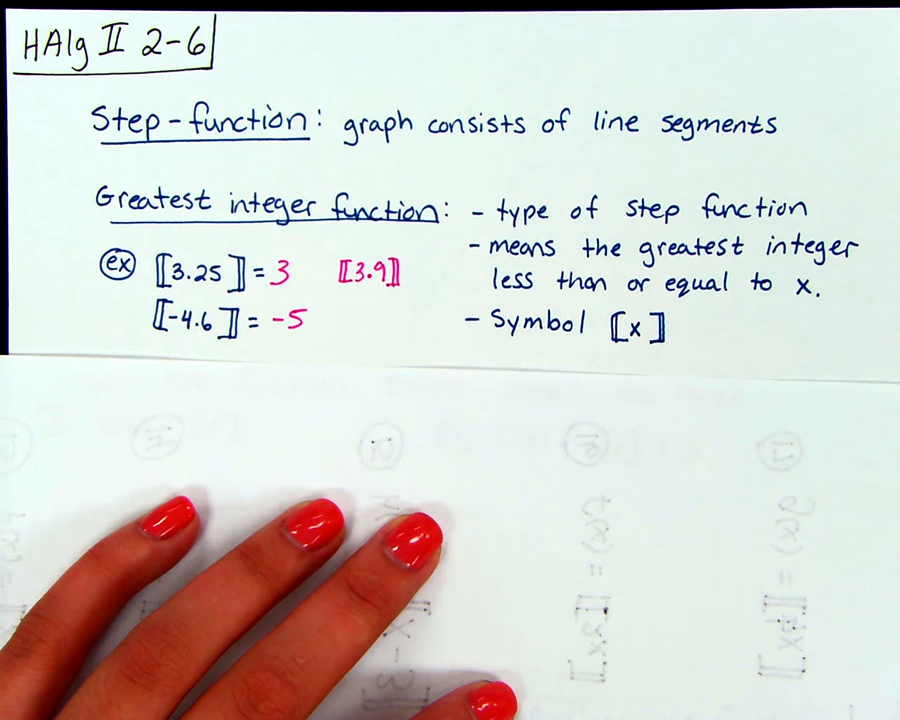 HAlg II 2-6
Step-function: graph consists of line segments
Greatest integer function: - type of step function
- means the greatest integer
less than or equal to x.
- Symbol ⟦x⟧
ex ⟦3.25⟧ = 3 ⟦3.9⟧
⟦-4.6⟧ = -5